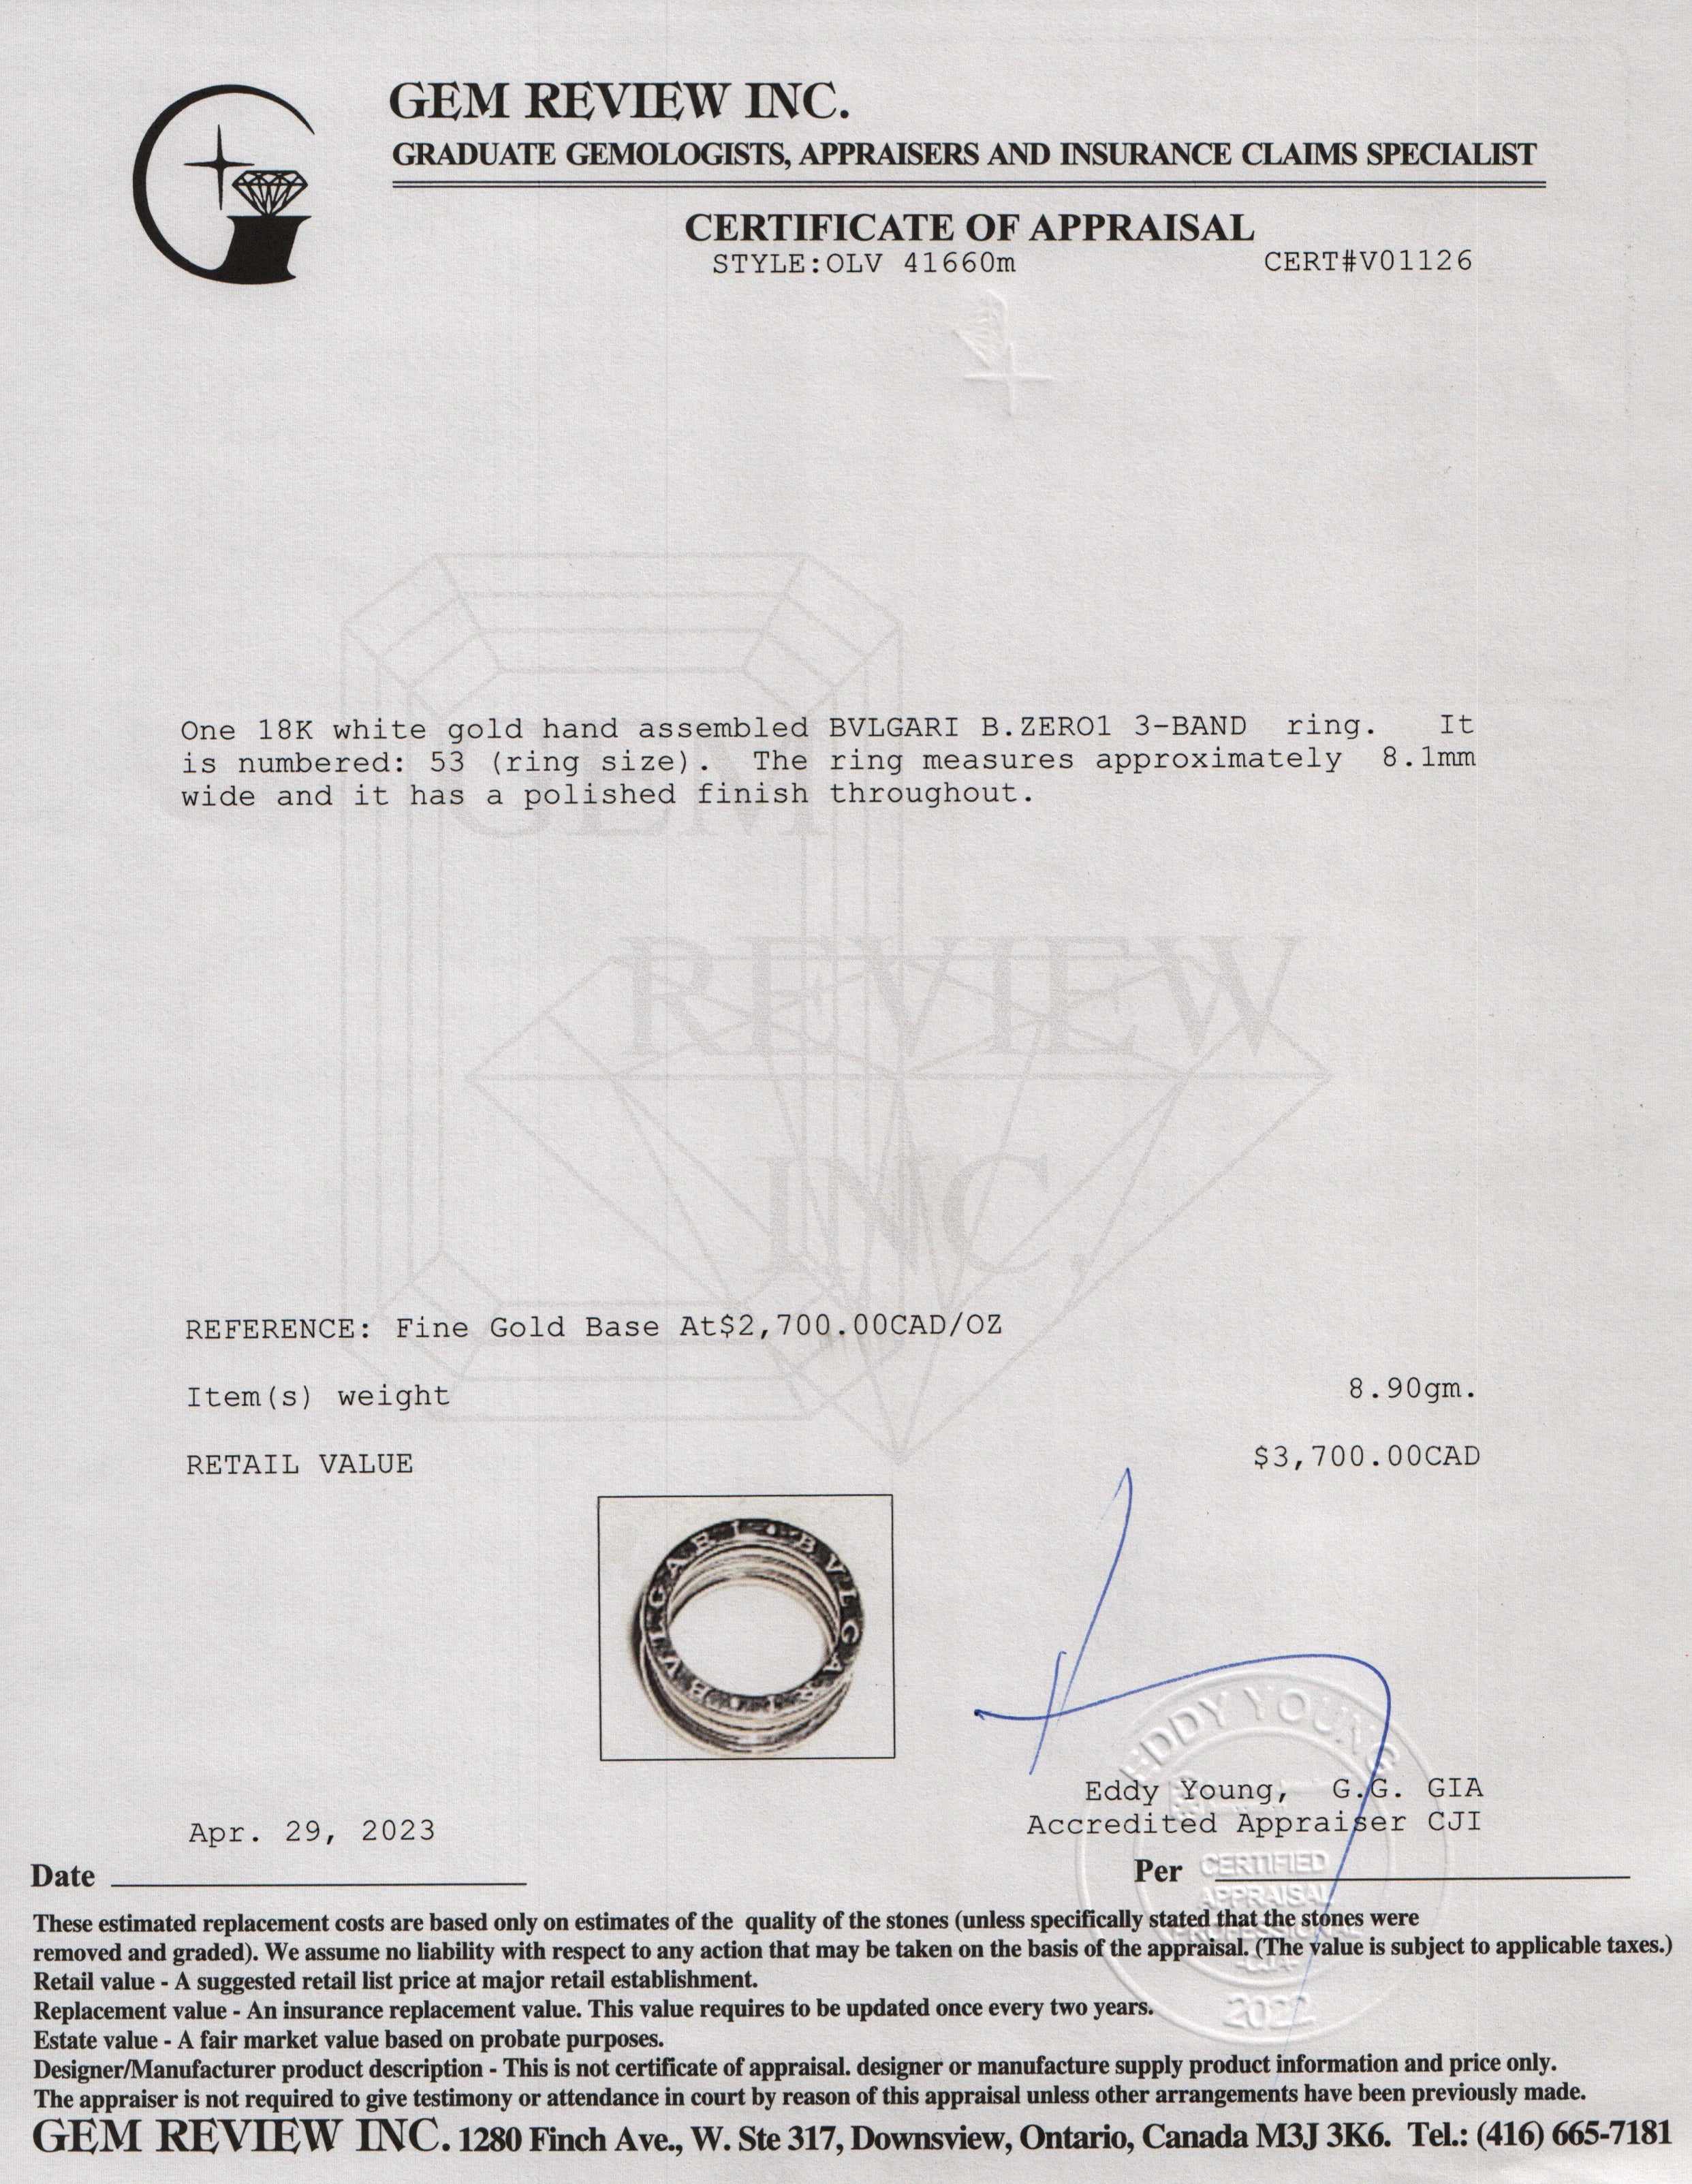 GEM REVIEW INC.
GRADUATE GEMOLOGISTS, APPRAISERS AND INSURANCE CLAIMS SPECIALIST
CERTIFICATE OF APPRAISAL
STYLE:OLV 41660m CERT#V01126
One 18K white gold hand assembled BVLGARI B.ZERO1 3-BAND ring. It
is numbered: 53 (ring size). The ring measures approximately 8.1mm
wide and it has a polished finish throughout.
GEM
REVIEW
INC.
REFERENCE: Fine Gold Base At$2,700.00CAD/OZ
Item(s) weight 8.90gm.
RETAIL VALUE $3,700.00CAD
BVLGARI • BVLGARI
EDDY YOUNG
Eddy Young, G.G. GIA
Accredited Appraiser CJI
Apr. 29, 2023
Date
Per
CERTIFIED
APPRAISAL
PROFESSIONAL
-CJA-
2022
These estimated replacement costs are based only on estimates of the quality of the stones (unless specifically stated that the stones were
removed and graded). We assume no liability with respect to any action that may be taken on the basis of the appraisal. (The value is subject to applicable taxes.)
Retail value - A suggested retail list price at major retail establishment.
Replacement value - An insurance replacement value. This value requires to be updated once every two years.
Estate value - A fair market value based on probate purposes.
Designer/Manufacturer product description - This is not certificate of appraisal. designer or manufacture supply product information and price only.
The appraiser is not required to give testimony or attendance in court by reason of this appraisal unless other arrangements have been previously made.
GEM REVIEW INC. 1280 Finch Ave., W. Ste 317, Downsview, Ontario, Canada M3J 3K6. Tel.: (416) 665-7181